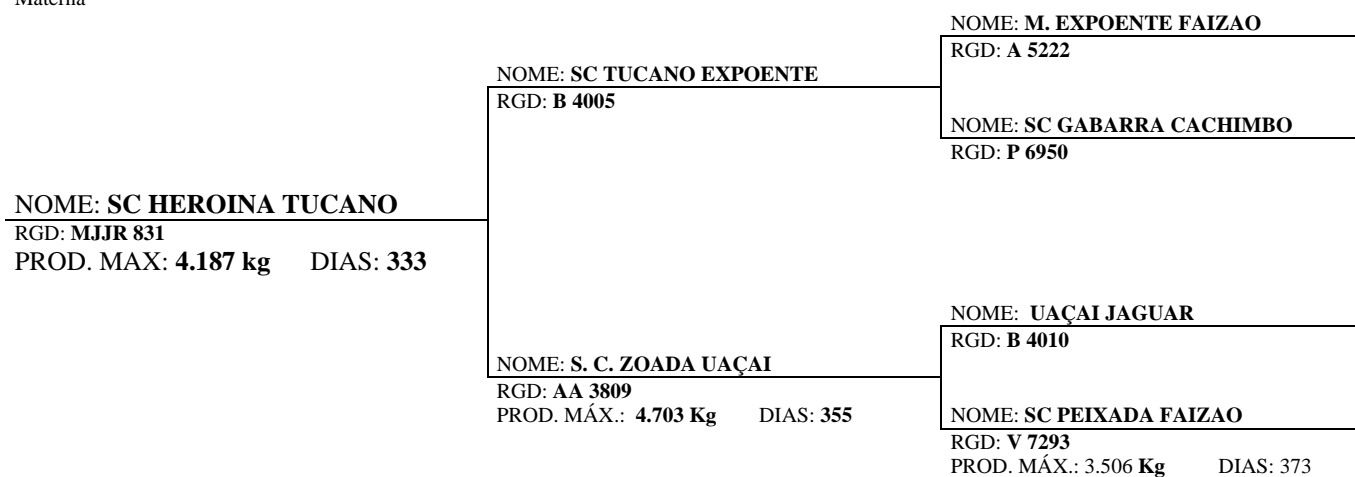 Materna
NOME: M. EXPOENTE FAIZAO
RGD: A 5222
NOME: SC TUCANO EXPOENTE
RGD: B 4005
NOME: SC GABARRA CACHIMBO
RGD: P 6950
NOME: SC HEROINA TUCANO
RGD: MJJR 831
PROD. MAX: 4.187 kg DIAS: 333
NOME: UAÇAI JAGUAR
RGD: B 4010
NOME: S. C. ZOADA UAÇAI
RGD: AA 3809
PROD. MÁX.: 4.703 Kg DIAS: 355
NOME: SC PEIXADA FAIZAO
RGD: V 7293
PROD. MÁX.: 3.506 Kg DIAS: 373